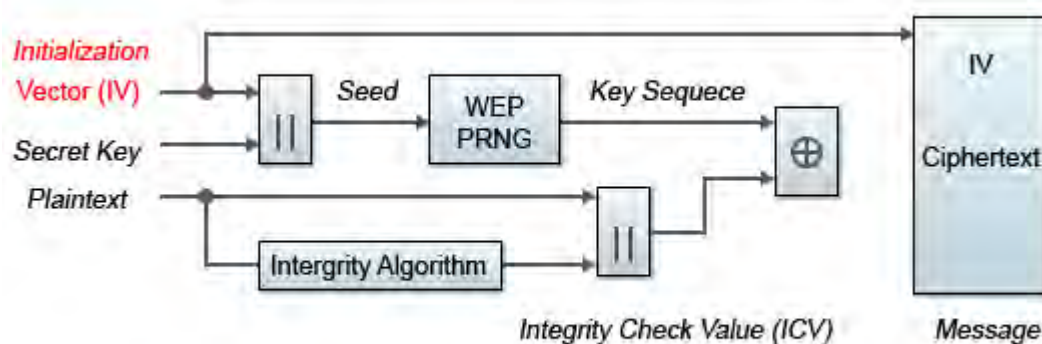 Initialization
Vector (IV)
Secret Key
Plaintext
||
Seed
WEP
PRNG
Key Sequece
⊕
||
Intergrity Algorithm
Integrity Check Value (ICV)
IV
Ciphertext
Message